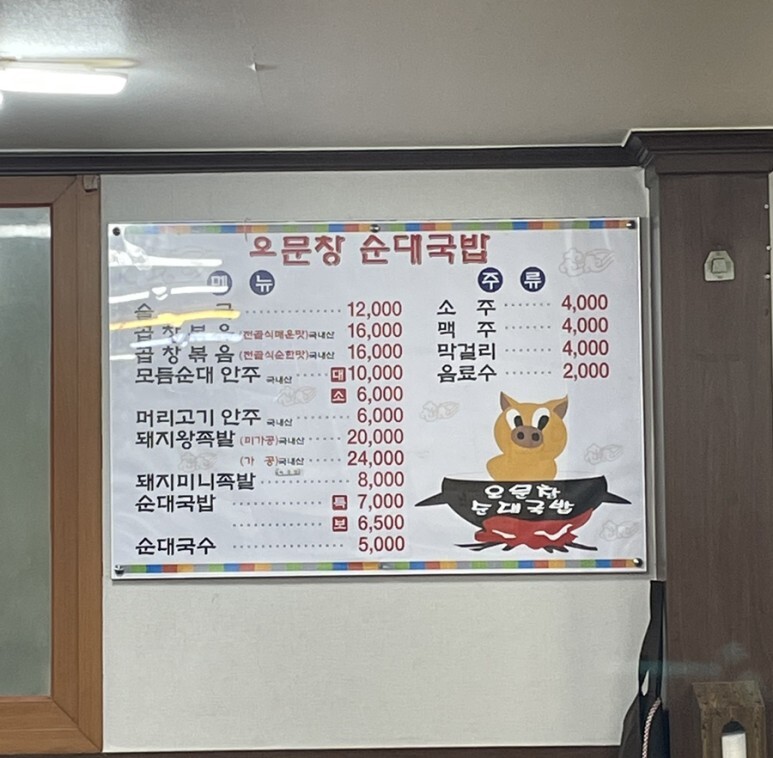 오문창 순대국밥
메 뉴
술 국 ·············· 12,000
곱창볶음 (전골식매운맛)국내산 16,000
곱창볶음 (전골식순한맛)국내산 16,000
모듬순대 안주 국내산 ······ 대 10,000
소 6,000
머리고기 안주 국내산 ······ 6,000
돼지왕족발 (미가공)국내산 ······ 20,000
(가 공)국내산 ······ 24,000
돼지미니족발 ············ 8,000
순대국밥 ·············· 특 7,000
·············· 보 6,500
순대국수 ·············· 5,000
주 류
소 주 ······· 4,000
맥 주 ······· 4,000
막걸리 ······· 4,000
음료수 ······· 2,000
오문창
순대국밥